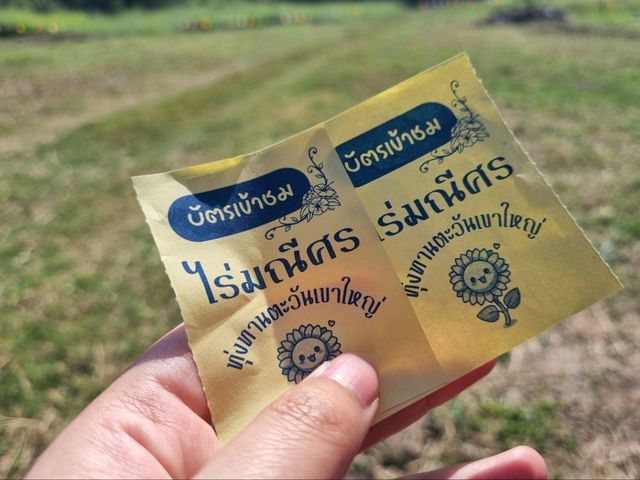 บัตรเข้าชม
ไร่มณีศร
ทุ่งทานตะวันเขาใหญ่
บัตรเข้าชม
ไร่มณีศร
ทุ่งทานตะวันเขาใหญ่